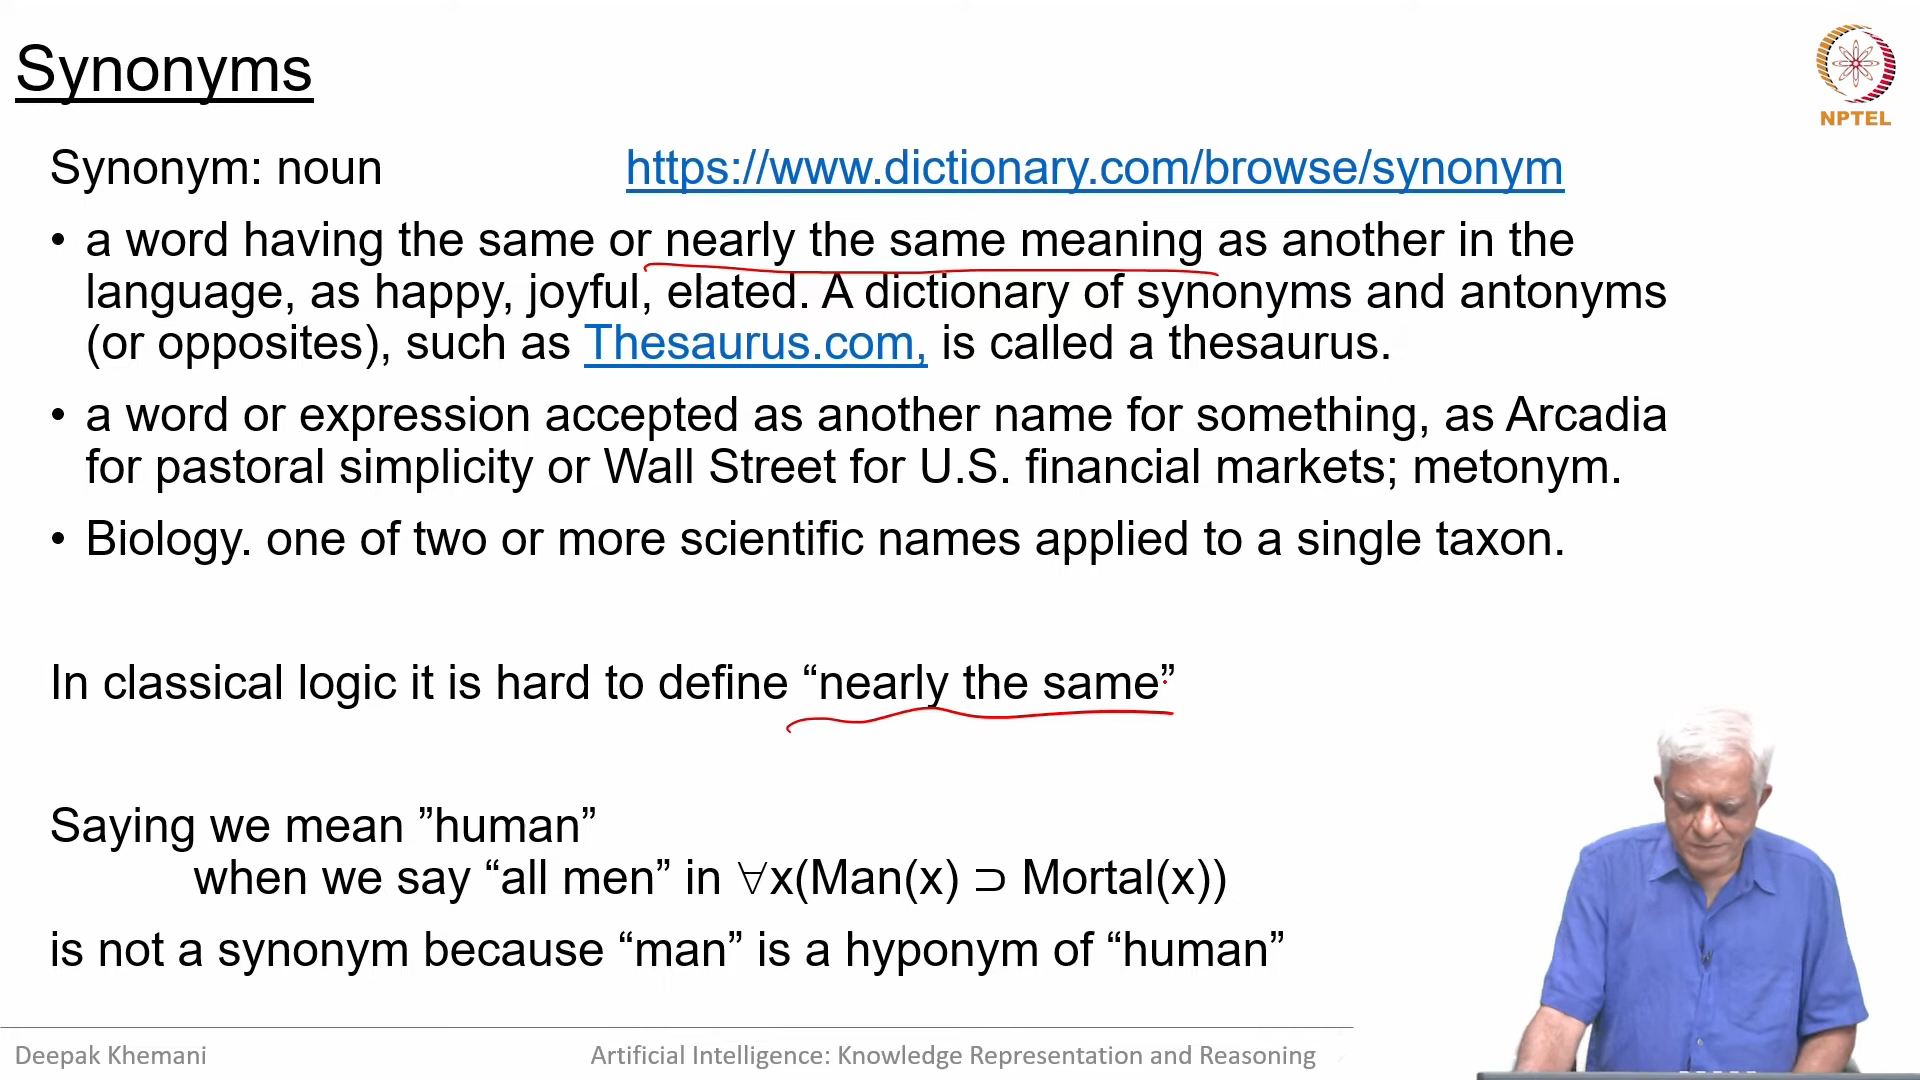 Synonyms
NPTEL
Synonym: noun https://www.dictionary.com/browse/synonym
• a word having the same or nearly the same meaning as another in the
language, as happy, joyful, elated. A dictionary of synonyms and antonyms
(or opposites), such as Thesaurus.com, is called a thesaurus.
• a word or expression accepted as another name for something, as Arcadia
for pastoral simplicity or Wall Street for U.S. financial markets; metonym.
• Biology. one of two or more scientific names applied to a single taxon.
In classical logic it is hard to define “nearly the same”
Saying we mean ”human”
when we say “all men” in ∀x(Man(x) ⊃ Mortal(x))
is not a synonym because “man” is a hyponym of “human”
Deepak Khemani Artificial Intelligence: Knowledge Representation and Reasoning